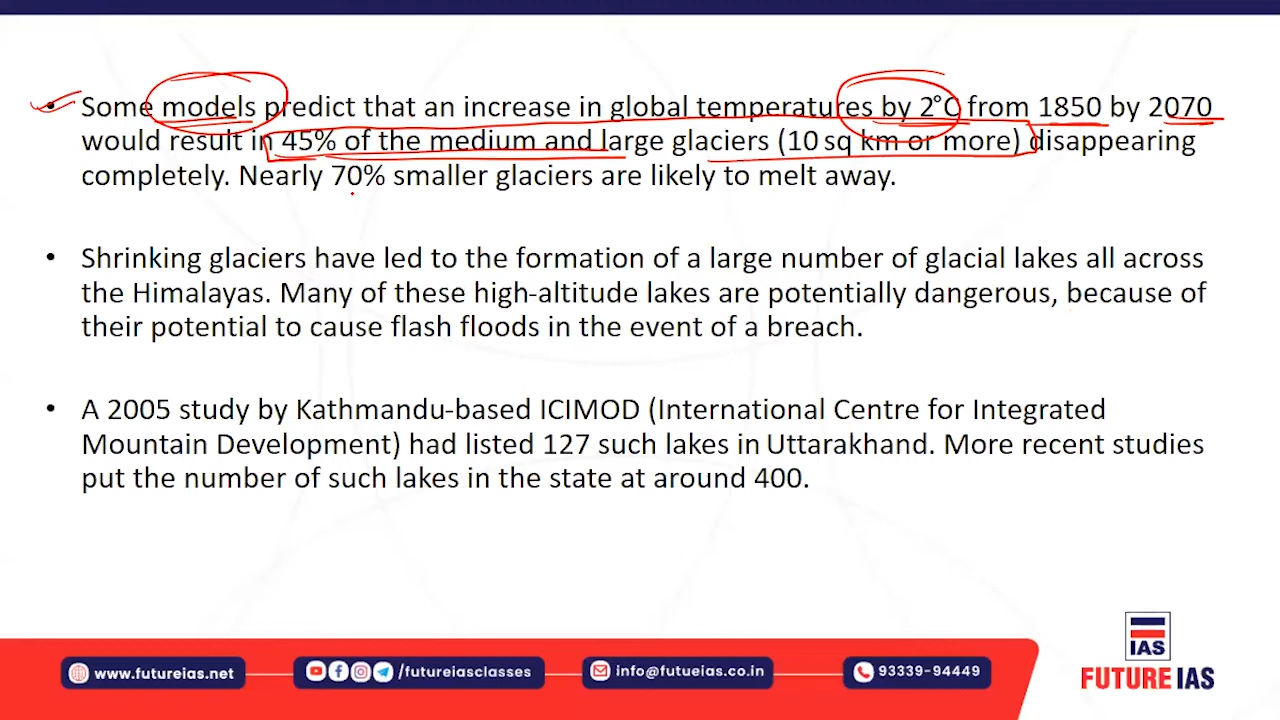 • Some models predict that an increase in global temperatures by 2°C from 1850 by 2070
would result in 45% of the medium and large glaciers (10 sq km or more) disappearing
completely. Nearly 70% smaller glaciers are likely to melt away.
• Shrinking glaciers have led to the formation of a large number of glacial lakes all across
the Himalayas. Many of these high-altitude lakes are potentially dangerous, because of
their potential to cause flash floods in the event of a breach.
• A 2005 study by Kathmandu-based ICIMOD (International Centre for Integrated
Mountain Development) had listed 127 such lakes in Uttarakhand. More recent studies
put the number of such lakes in the state at around 400.
IAS
FUTURE IAS
www.futureias.net
/futureiasclasses
info@futueias.co.in
93339-94449